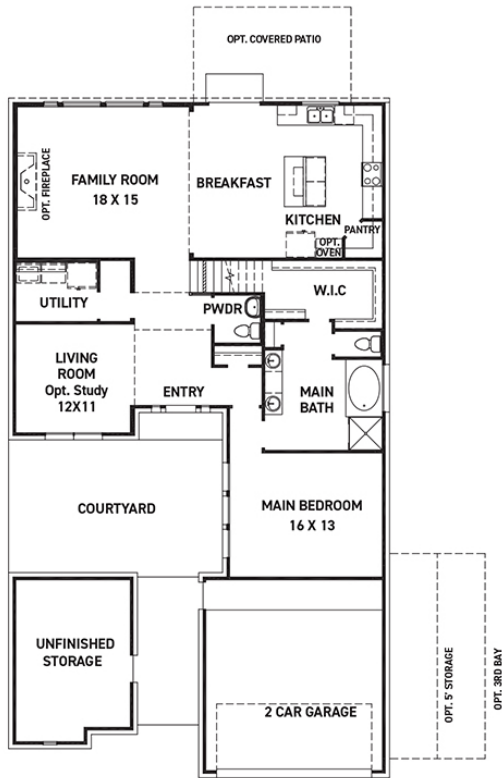 OPT. COVERED PATIO
OPT. FIREPLACE
FAMILY ROOM
18 X 15
BREAKFAST
KITCHEN
PANTRY
OPT.
OVEN
UTILITY
PWDR
W.I.C
LIVING
ROOM
Opt. Study
12X11
ENTRY
MAIN
BATH
COURTYARD
MAIN BEDROOM
16 X 13
UNFINISHED
STORAGE
2 CAR GARAGE
OPT. 5' STORAGE
OPT. 3RD BAY